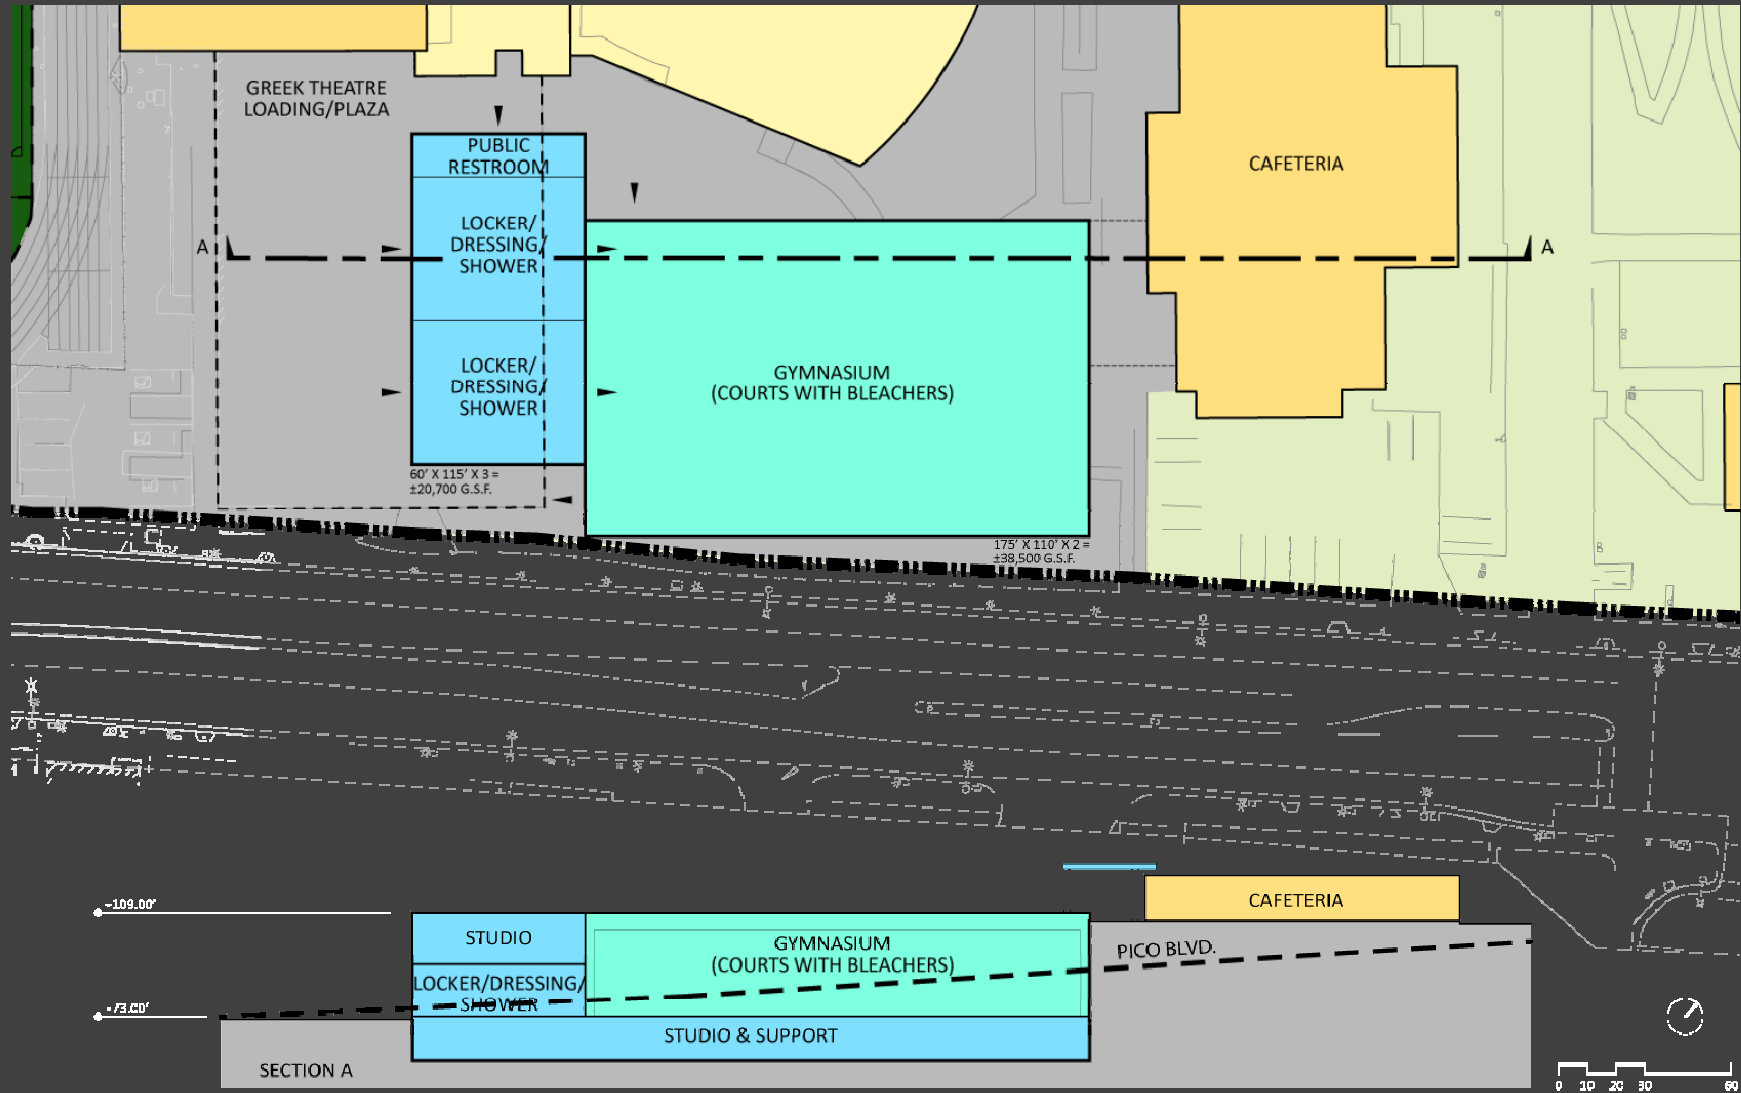 GREEK THEATRE
LOADING/PLAZA
PUBLIC
RESTROOM
CAFETERIA
LOCKER/
DRESSING/
SHOWER
A
A
LOCKER/
DRESSING/
SHOWER
GYMNASIUM
(COURTS WITH BLEACHERS)
60' X 115' X 3 =
±20,700 G.S.F.
175' X 110' X 2 =
±38,500 G.S.F.
CAFETERIA
109.00'
STUDIO
GYMNASIUM
(COURTS WITH BLEACHERS)
PICO BLVD.
LOCKER/DRESSING/
SHOWER
73.00'
STUDIO & SUPPORT
SECTION A
0 10 20 30 60